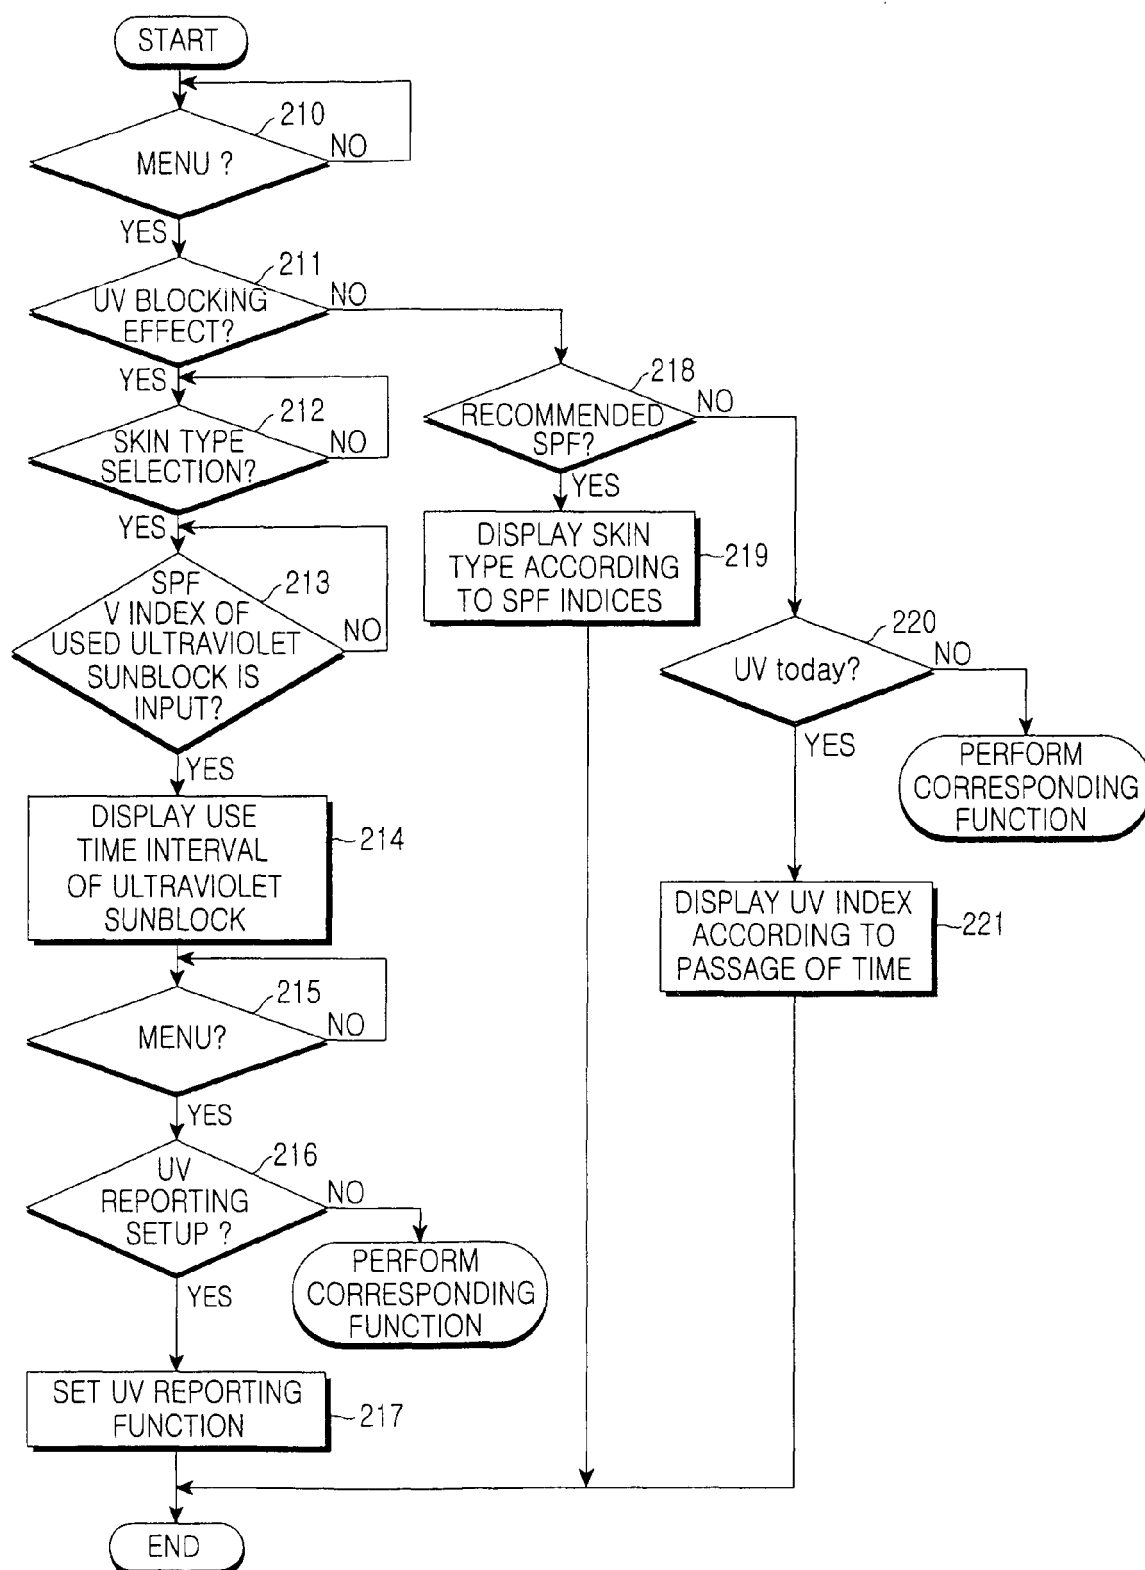 START
210
MENU ?
NO
YES
211
UV BLOCKING
EFFECT?
NO
YES
212
SKIN TYPE
SELECTION?
NO
YES
213
SPF
V INDEX OF
USED ULTRAVIOLET
SUNBLOCK IS
INPUT?
NO
YES
DISPLAY USE
TIME INTERVAL
OF ULTRAVIOLET
SUNBLOCK
214
215
MENU?
NO
YES
216
UV
REPORTING
SETUP ?
NO
YES
PERFORM
CORRESPONDING
FUNCTION
SET UV REPORTING
FUNCTION
217
END
218
RECOMMENDED
SPF?
NO
YES
DISPLAY SKIN
TYPE ACCORDING
TO SPF INDICES
219
220
UV today?
NO
YES
PERFORM
CORRESPONDING
FUNCTION
DISPLAY UV INDEX
ACCORDING TO
PASSAGE OF TIME
221